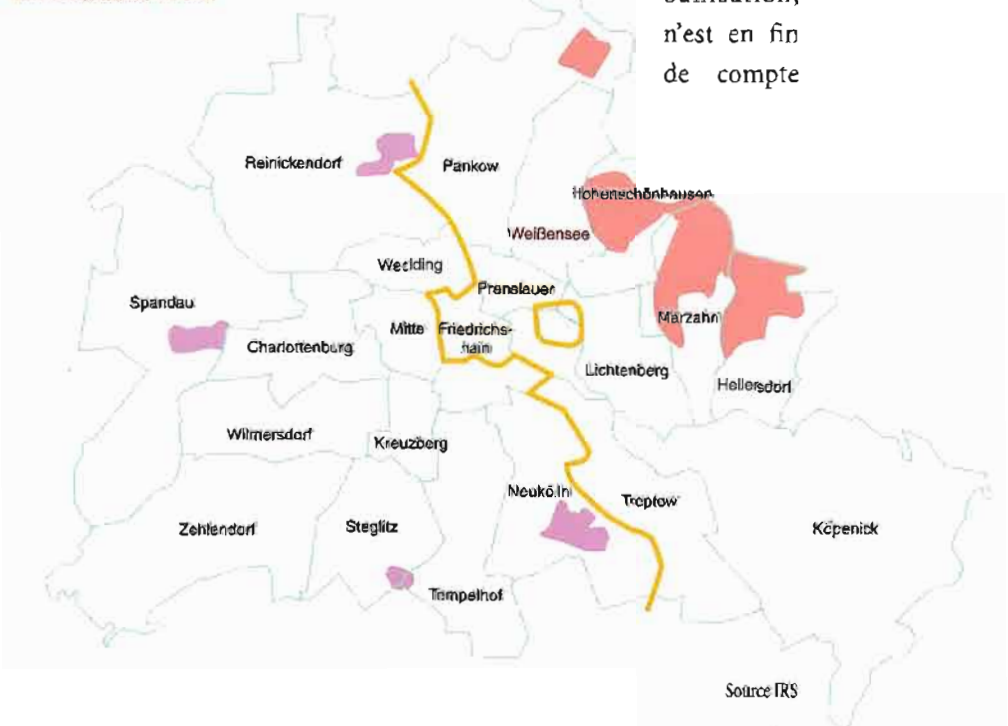 n'est en fin
de compte
Reinickendorf
Pankow
Hohenschönhausen
Weißensee
Wedding
Prenzlauer
Spandau
Mitte
Friedrichs-
hain
Marzahn
Charlottenburg
Lichtenberg
Hellersdorf
Wilmersdorf
Kreuzberg
Neukölln
Treptow
Zehlendorf
Steglitz
Köpenick
Tempelhof
Source IRS